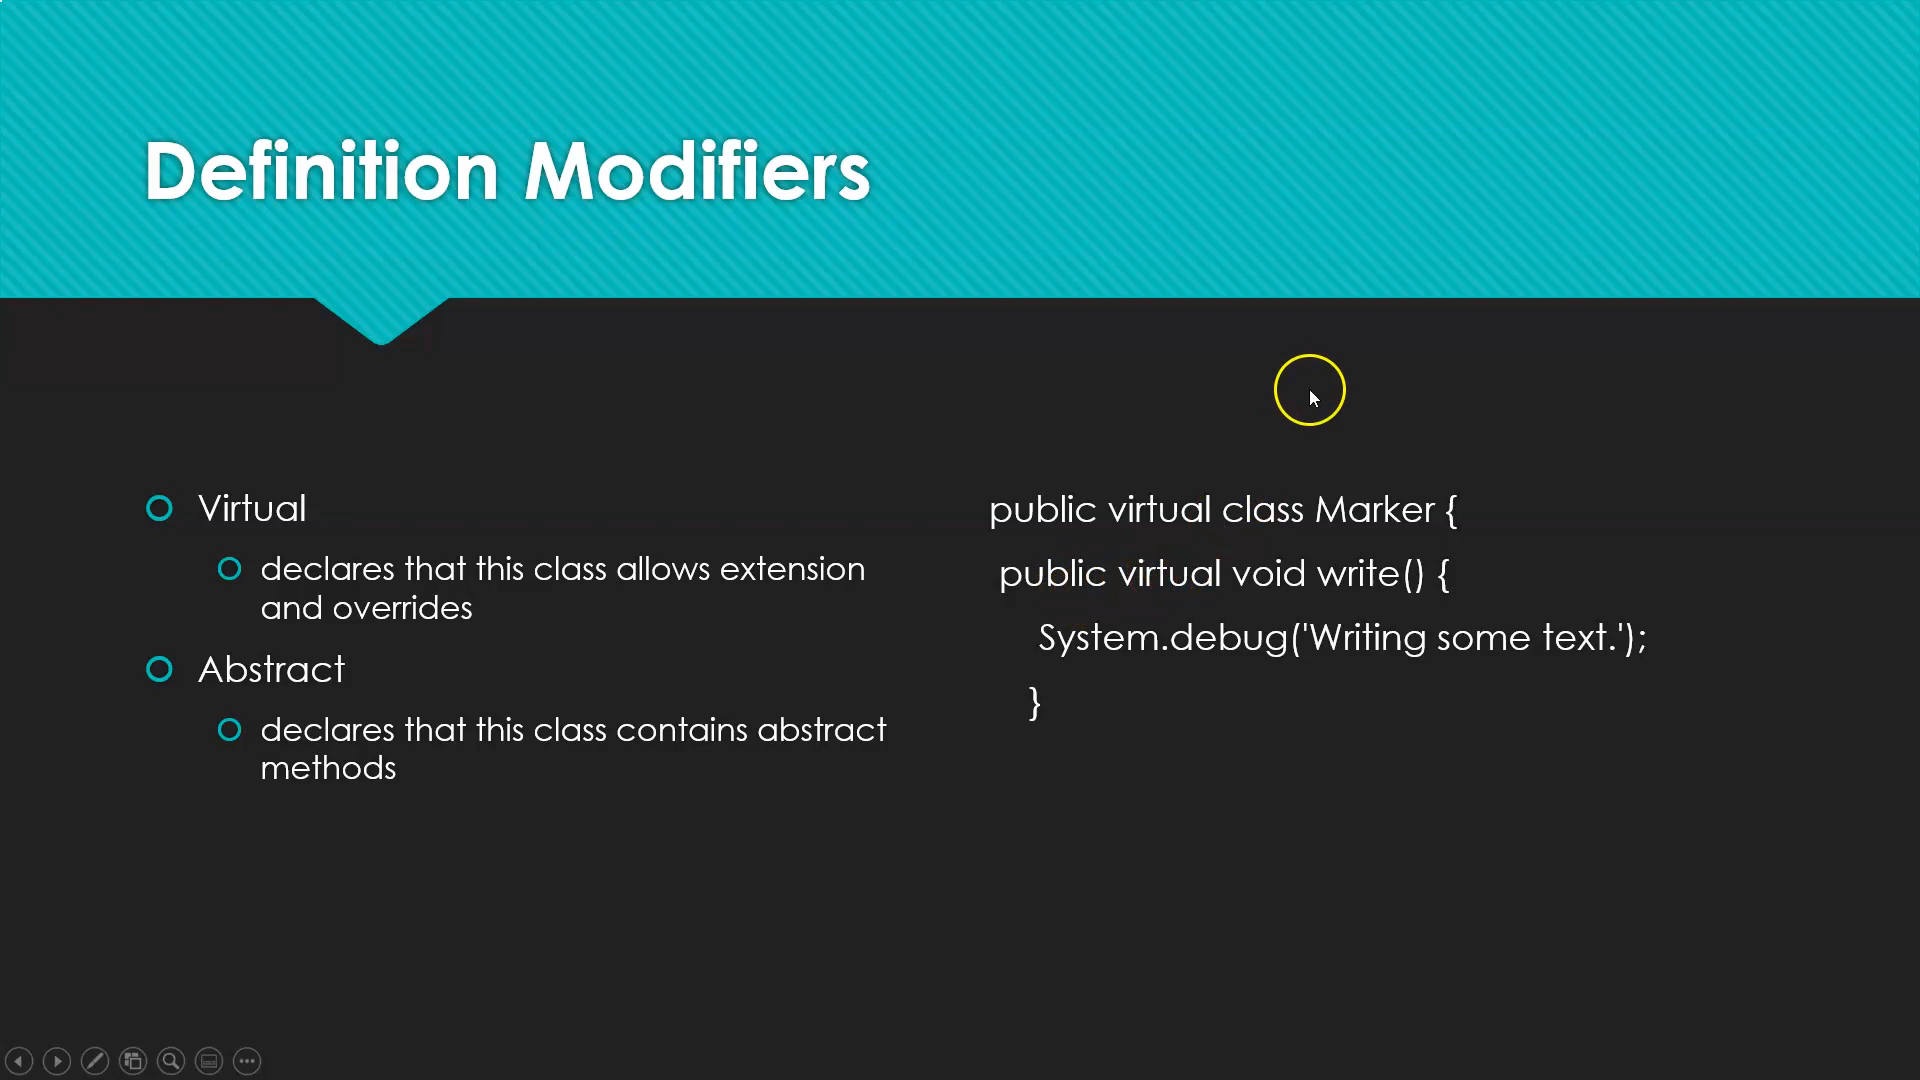 Definition Modifiers
Virtual
declares that this class allows extension
and overrides
Abstract
declares that this class contains abstract
methods
public virtual class Marker {
public virtual void write() {
System.debug('Writing some text.');
}